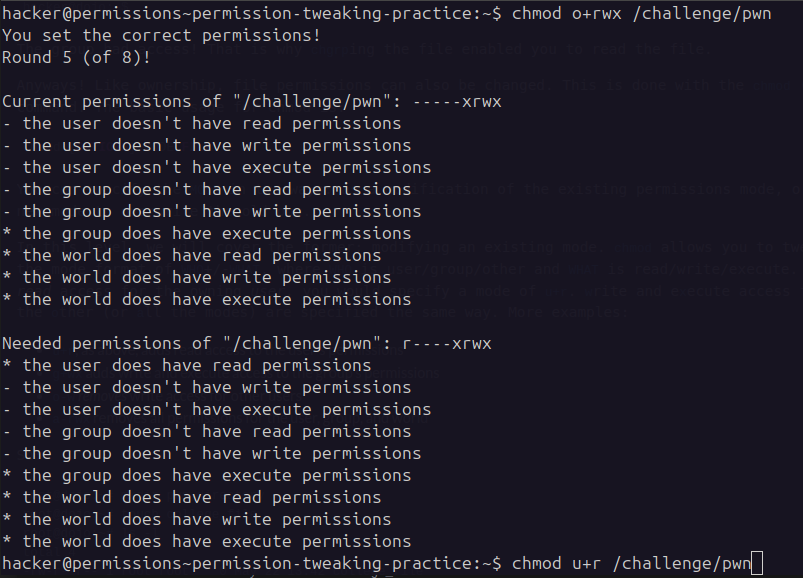 hacker@permissions~permission-tweaking-practice:~$ chmod o+rwx /challenge/pwn
You set the correct permissions!
Round 5 (of 8)!
Current permissions of "/challenge/pwn": -----xrwx
- the user doesn't have read permissions
- the user doesn't have write permissions
- the user doesn't have execute permissions
- the group doesn't have read permissions
- the group doesn't have write permissions
* the group does have execute permissions
* the world does have read permissions
* the world does have write permissions
* the world does have execute permissions
Needed permissions of "/challenge/pwn": r----xrwx
* the user does have read permissions
- the user doesn't have write permissions
- the user doesn't have execute permissions
- the group doesn't have read permissions
- the group doesn't have write permissions
* the group does have execute permissions
* the world does have read permissions
* the world does have write permissions
* the world does have execute permissions
hacker@permissions~permission-tweaking-practice:~$ chmod u+r /challenge/pwn